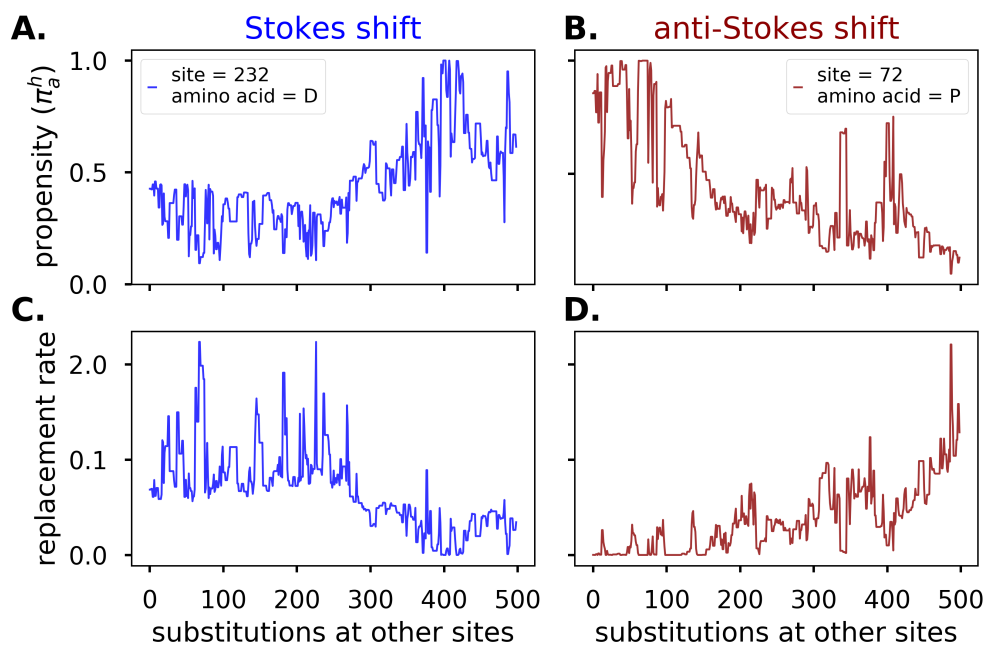 A.
Stokes shift
B.
anti-Stokes shift
propensity (π_a^h)
1.0
0.5
0.0
site = 232
amino acid = D
site = 72
amino acid = P
C.
D.
replacement rate
2.0
0.1
0.0
0 100 200 300 400 500
0 100 200 300 400 500
substitutions at other sites
substitutions at other sites